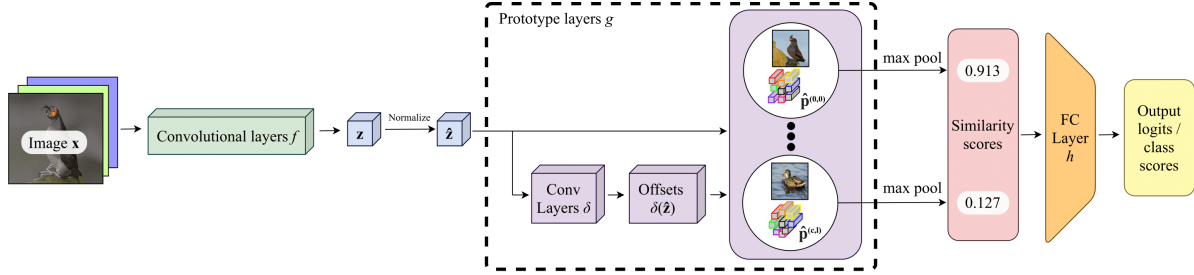 Prototype layers g
Image x
Convolutional layers f
z
Normalize
ẑ
Conv
Layers δ
Offsets
δ(ẑ)
p̂(0,0)
p̂(c,l)
max pool
max pool
0.913
Similarity
scores
0.127
FC
Layer
h
Output
logits /
class
scores